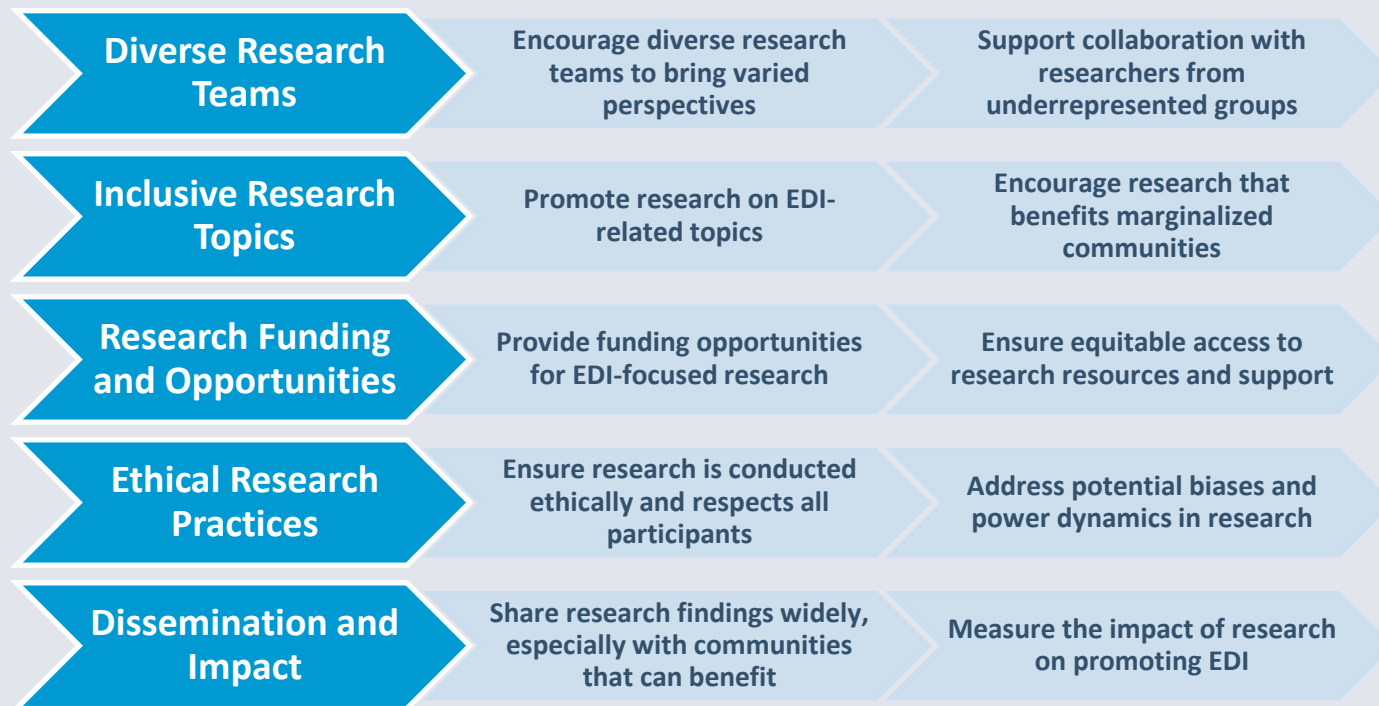 Diverse Research
Teams
Encourage diverse research
teams to bring varied
perspectives
Support collaboration with
researchers from
underrepresented groups
Inclusive Research
Topics
Promote research on EDI-
related topics
Encourage research that
benefits marginalized
communities
Research Funding
and Opportunities
Provide funding opportunities
for EDI-focused research
Ensure equitable access to
research resources and support
Ethical Research
Practices
Ensure research is conducted
ethically and respects all
participants
Address potential biases and
power dynamics in research
Dissemination and
Impact
Share research findings widely,
especially with communities
that can benefit
Measure the impact of research
on promoting EDI